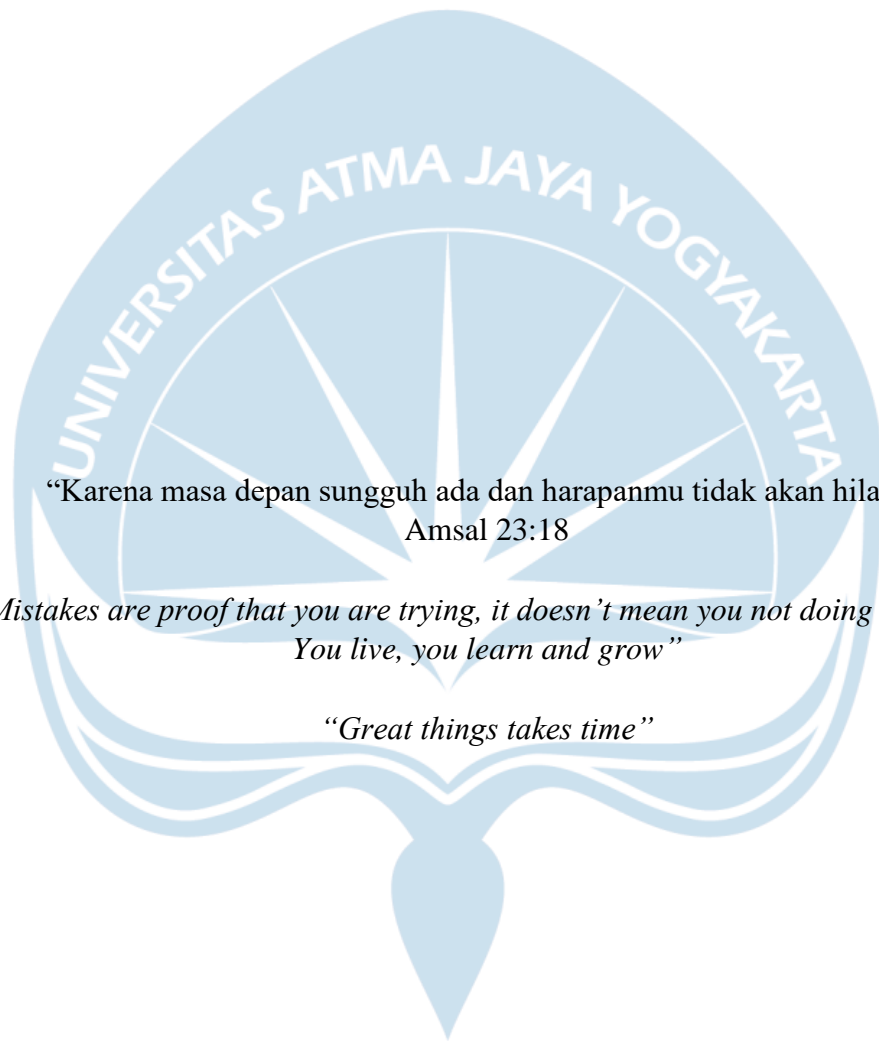 UNIVERSITAS ATMA JAYA YOGYAKARTA
“Karena masa depan sungguh ada dan harapanmu tidak akan hila
Amsal 23:18
Mistakes are proof that you are trying, it doesn’t mean you not doing
You live, you learn and grow”
“Great things takes time”